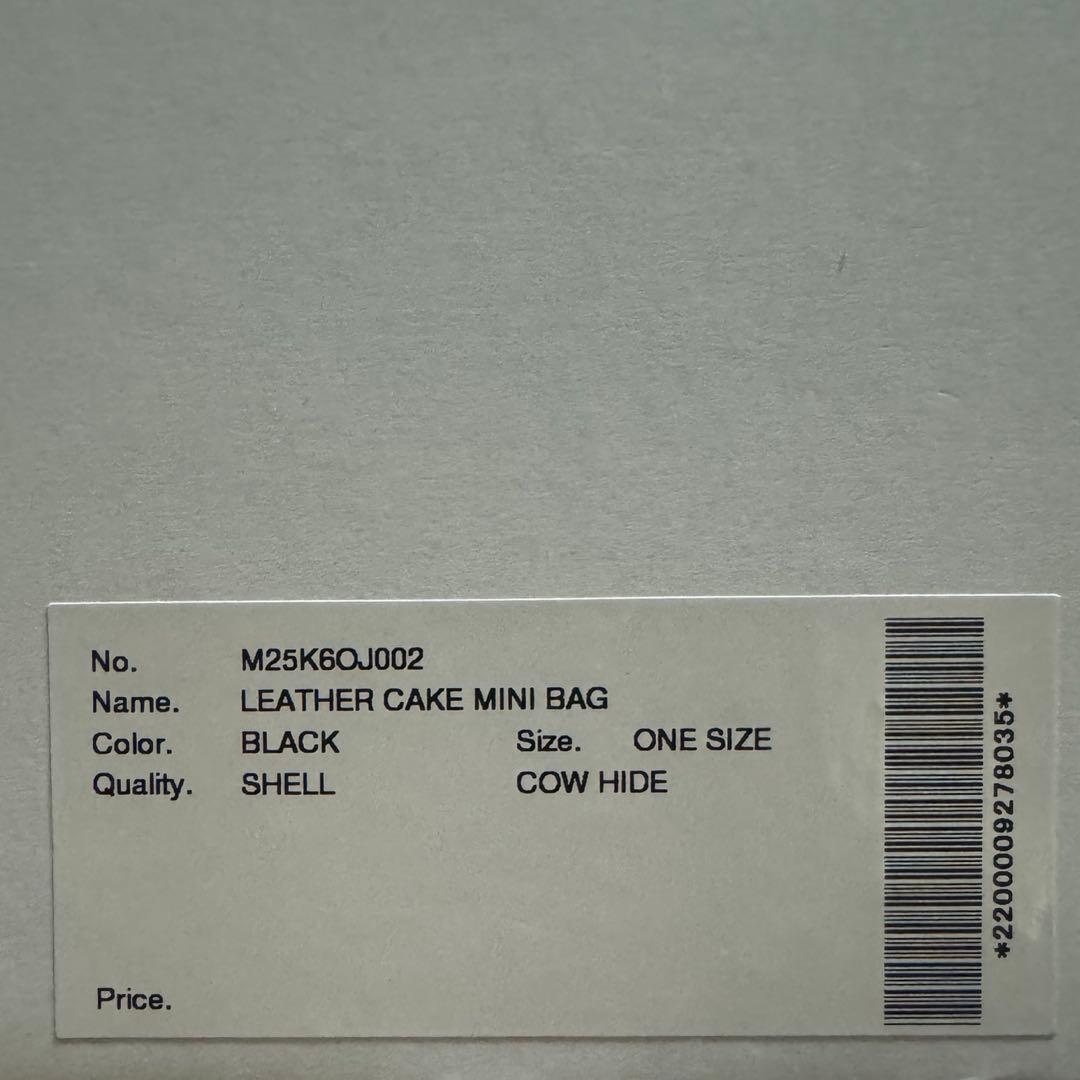 No. M25K6OJ002
Name. LEATHER CAKE MINI BAG
Color. BLACK Size. ONE SIZE
Quality. SHELL COW HIDE
Price.
*2200009278035*